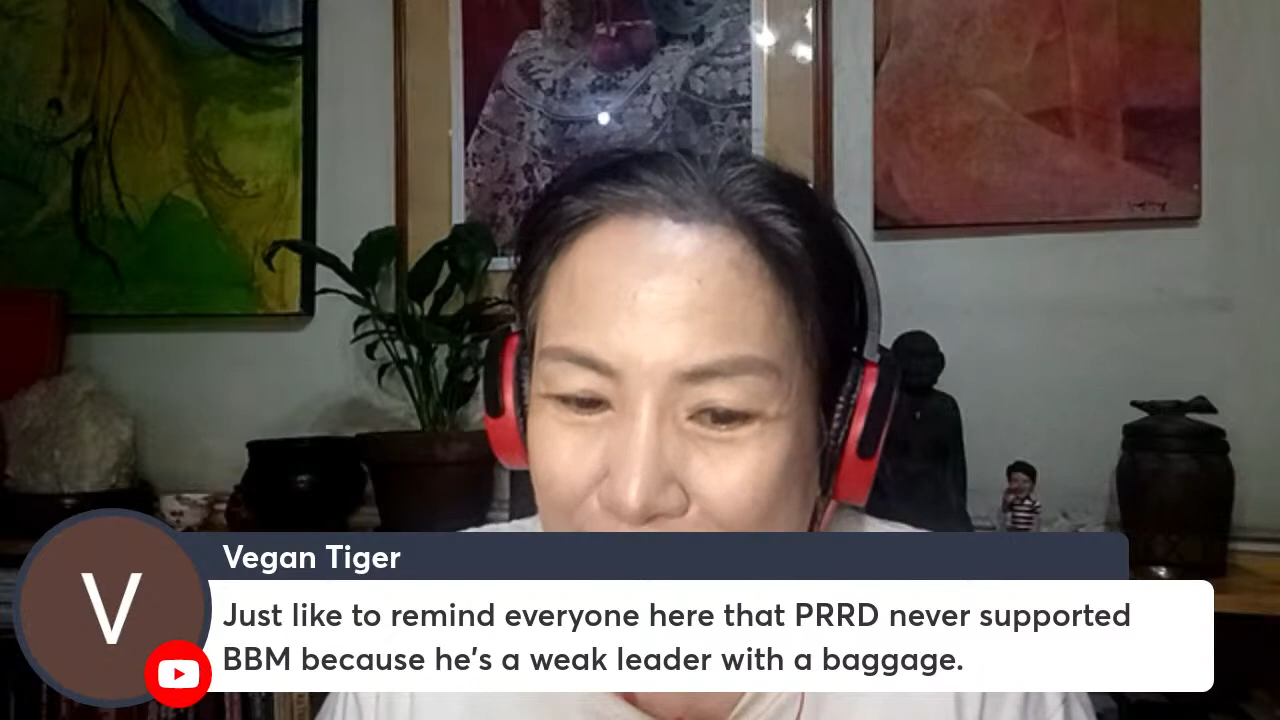 Vegan Tiger
V
Just like to remind everyone here that PRRD never supported
BBM because he's a weak leader with a baggage.